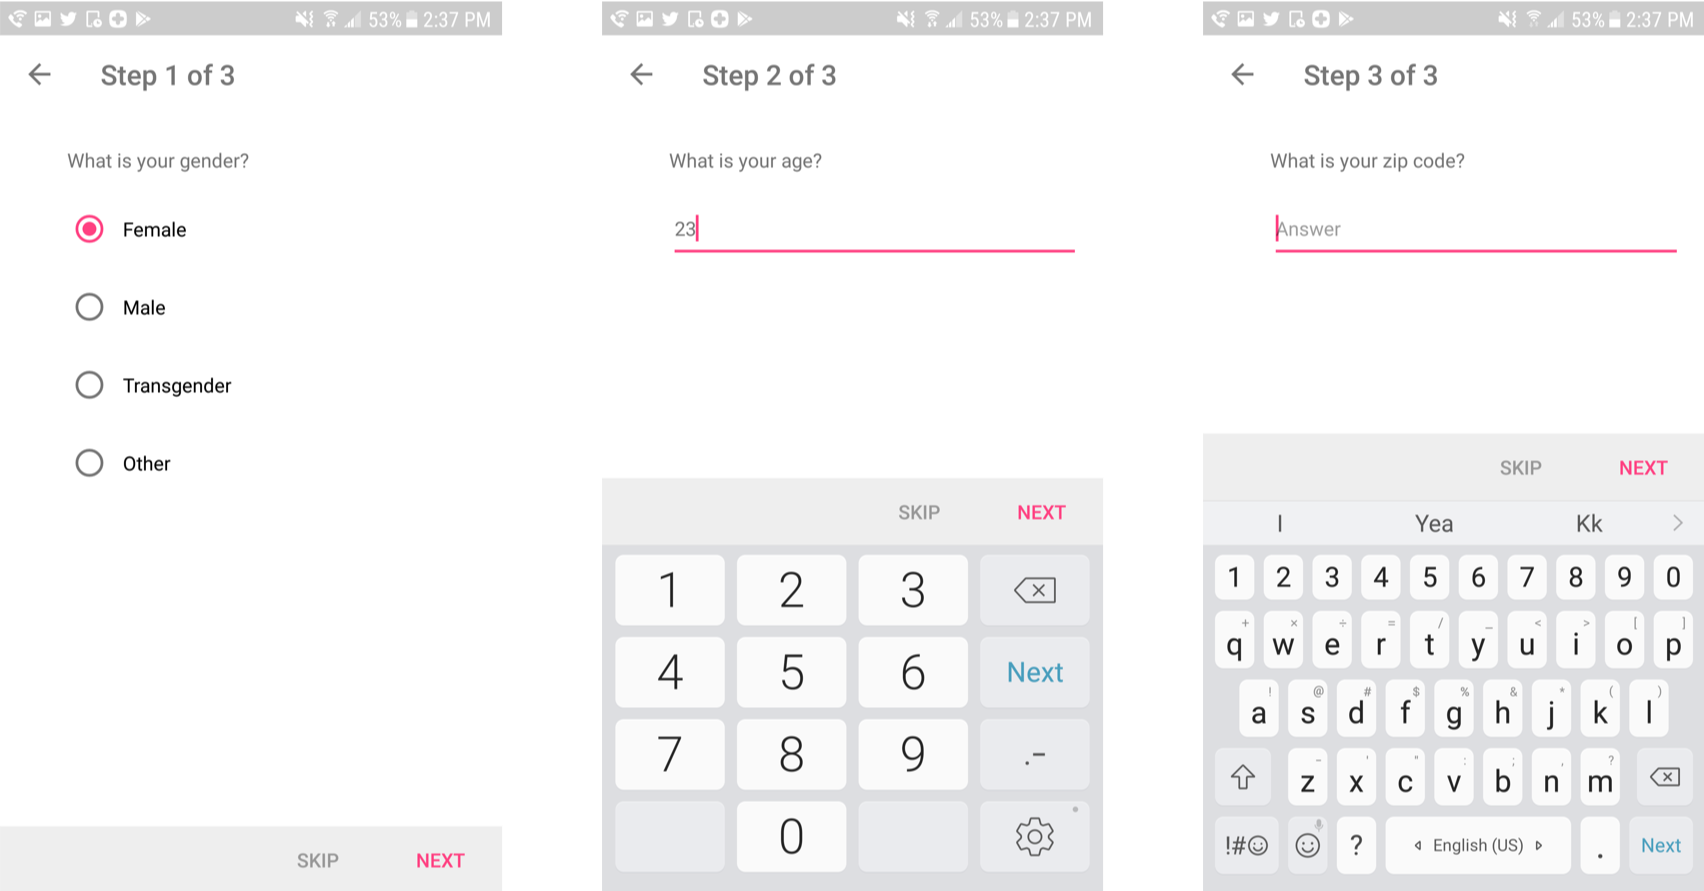 53% 2:37 PM
Step 1 of 3
What is your gender?
Female
Male
Transgender
Other
SKIP NEXT
53% 2:37 PM
Step 2 of 3
What is your age?
23
SKIP NEXT
1 2 3
4 5 6 Next
7 8 9 .-
0
53% 2:37 PM
Step 3 of 3
What is your zip code?
Answer
SKIP NEXT
I Yea Kk
1 2 3 4 5 6 7 8 9 0
+ × ÷ = / _ < > [ ]
q w e r t y u i o p
! @ # $ % & * ( )
a s d f g h j k l
- ' " : ; , ?
z x c v b n m
!#☺ ? English (US) . Next